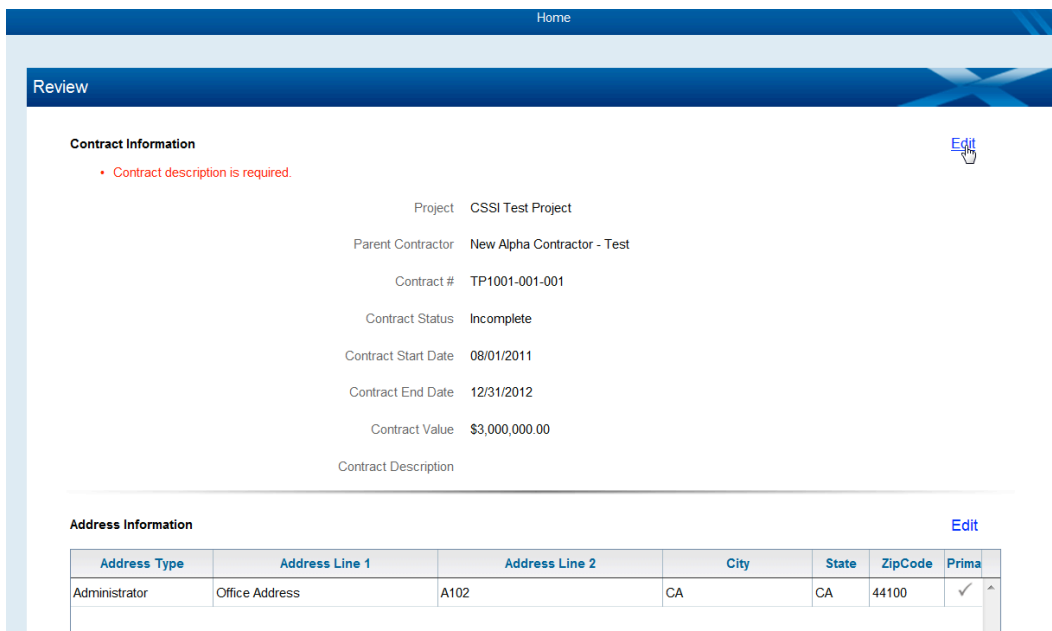 Home
Review
Contract Information
Edit
• Contract description is required.
Project CSSI Test Project
Parent Contractor New Alpha Contractor - Test
Contract # TP1001-001-001
Contract Status Incomplete
Contract Start Date 08/01/2011
Contract End Date 12/31/2012
Contract Value $3,000,000.00
Contract Description
Address Information
Edit
Address Type Address Line 1 Address Line 2 City State ZipCode Prima
Administrator Office Address A102 CA CA 44100